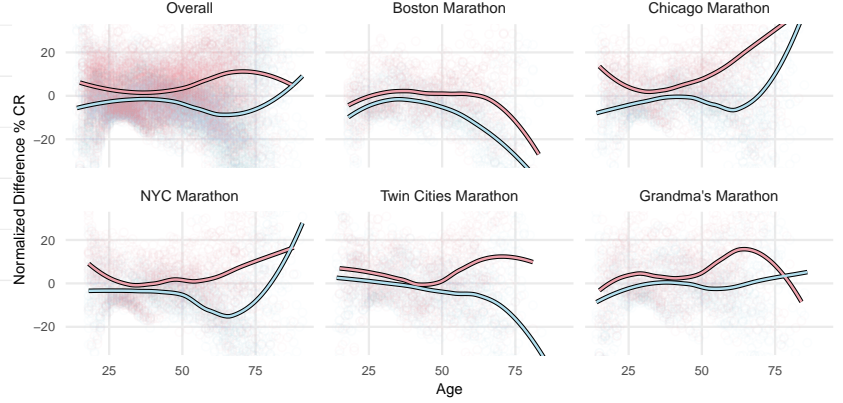 Overall
Boston Marathon
Chicago Marathon
20
0
−20
NYC Marathon
Twin Cities Marathon
Grandma's Marathon
20
0
−20
25 50 75
25 50 75
25 50 75
Age
Normalized Difference % CR